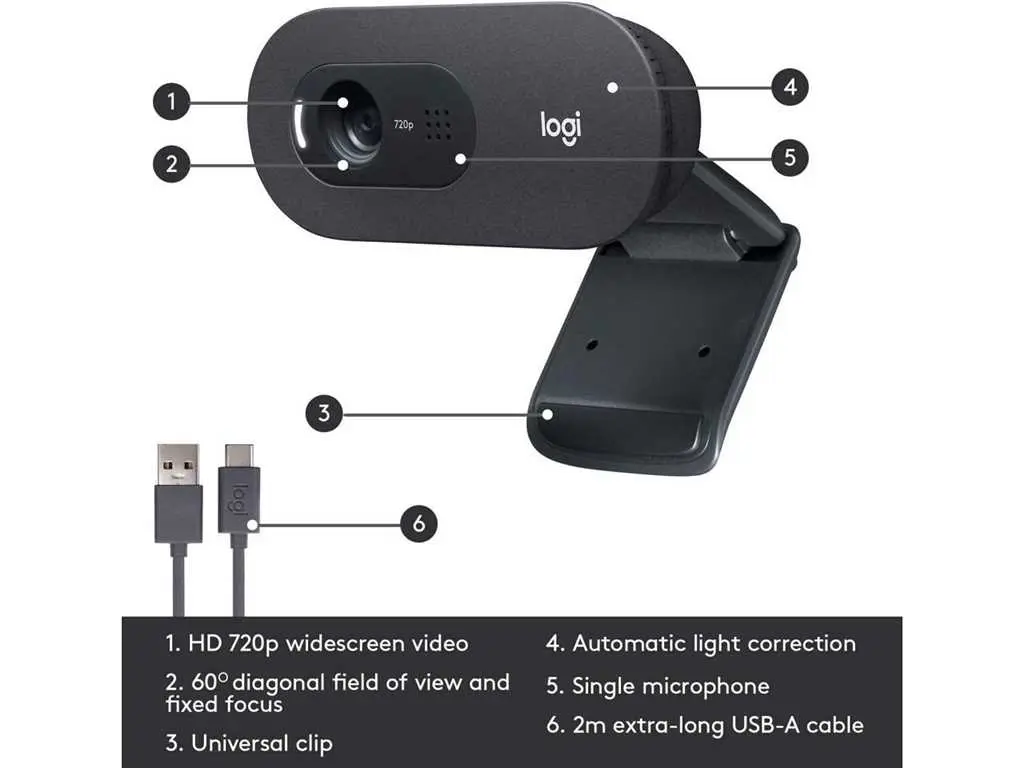 1
4
720p
logi
2
5
3
logi
6
1. HD 720p widescreen video
2. 60° diagonal field of view and
fixed focus
3. Universal clip
4. Automatic light correction
5. Single microphone
6. 2m extra-long USB-A cable